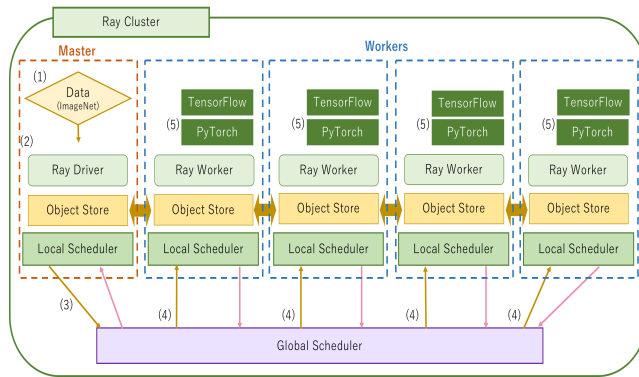 Ray Cluster
Master
Workers
(1)
Data
(ImageNet)
(2)
Ray Driver
Object Store
Local Scheduler
TensorFlow
(5)
PyTorch
Ray Worker
Object Store
Local Scheduler
TensorFlow
(5)
PyTorch
Ray Worker
Object Store
Local Scheduler
TensorFlow
(5)
PyTorch
Ray Worker
Object Store
Local Scheduler
TensorFlow
(5)
PyTorch
Ray Worker
Object Store
Local Scheduler
(3)
(4)
(4)
(4)
(4)
Global Scheduler